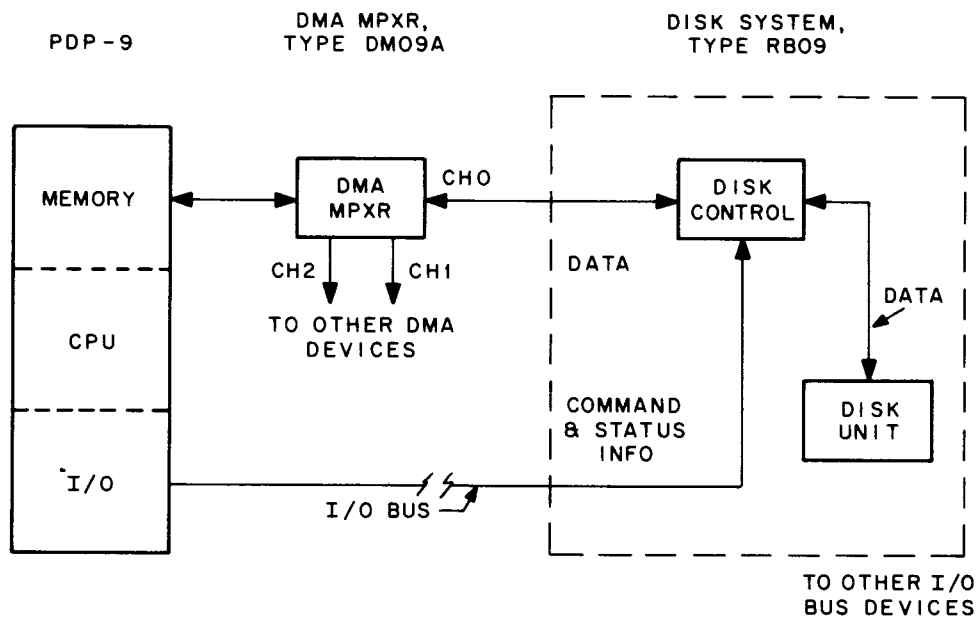 PDP-9
DMA MPXR,
TYPE DM09A
DISK SYSTEM,
TYPE RB09
MEMORY
CPU
I/O
DMA
MPXR
CH0
CH2
CH1
TO OTHER DMA
DEVICES
DISK
CONTROL
DATA
DATA
DISK
UNIT
COMMAND
& STATUS
INFO
I/O BUS
TO OTHER I/O
BUS DEVICES